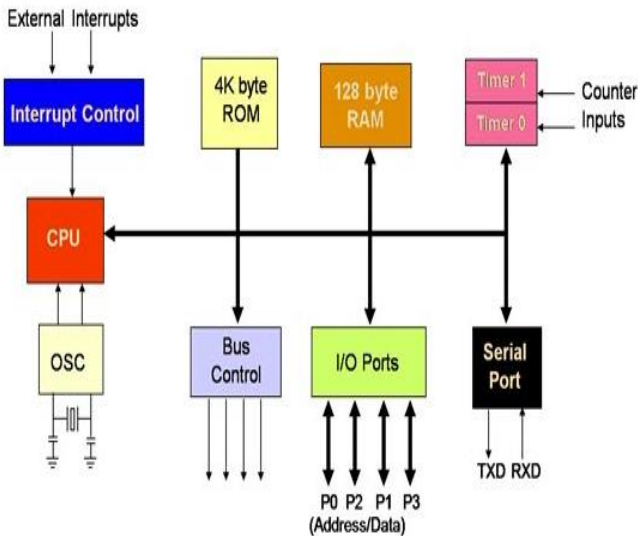 External Interrupts
Interrupt Control
4K byte
ROM
128 byte
RAM
Timer 1
Timer 0
Counter
Inputs
CPU
OSC
Bus
Control
I/O Ports
Serial
Port
P0 P2 P1 P3
(Address/Data)
TXD RXD